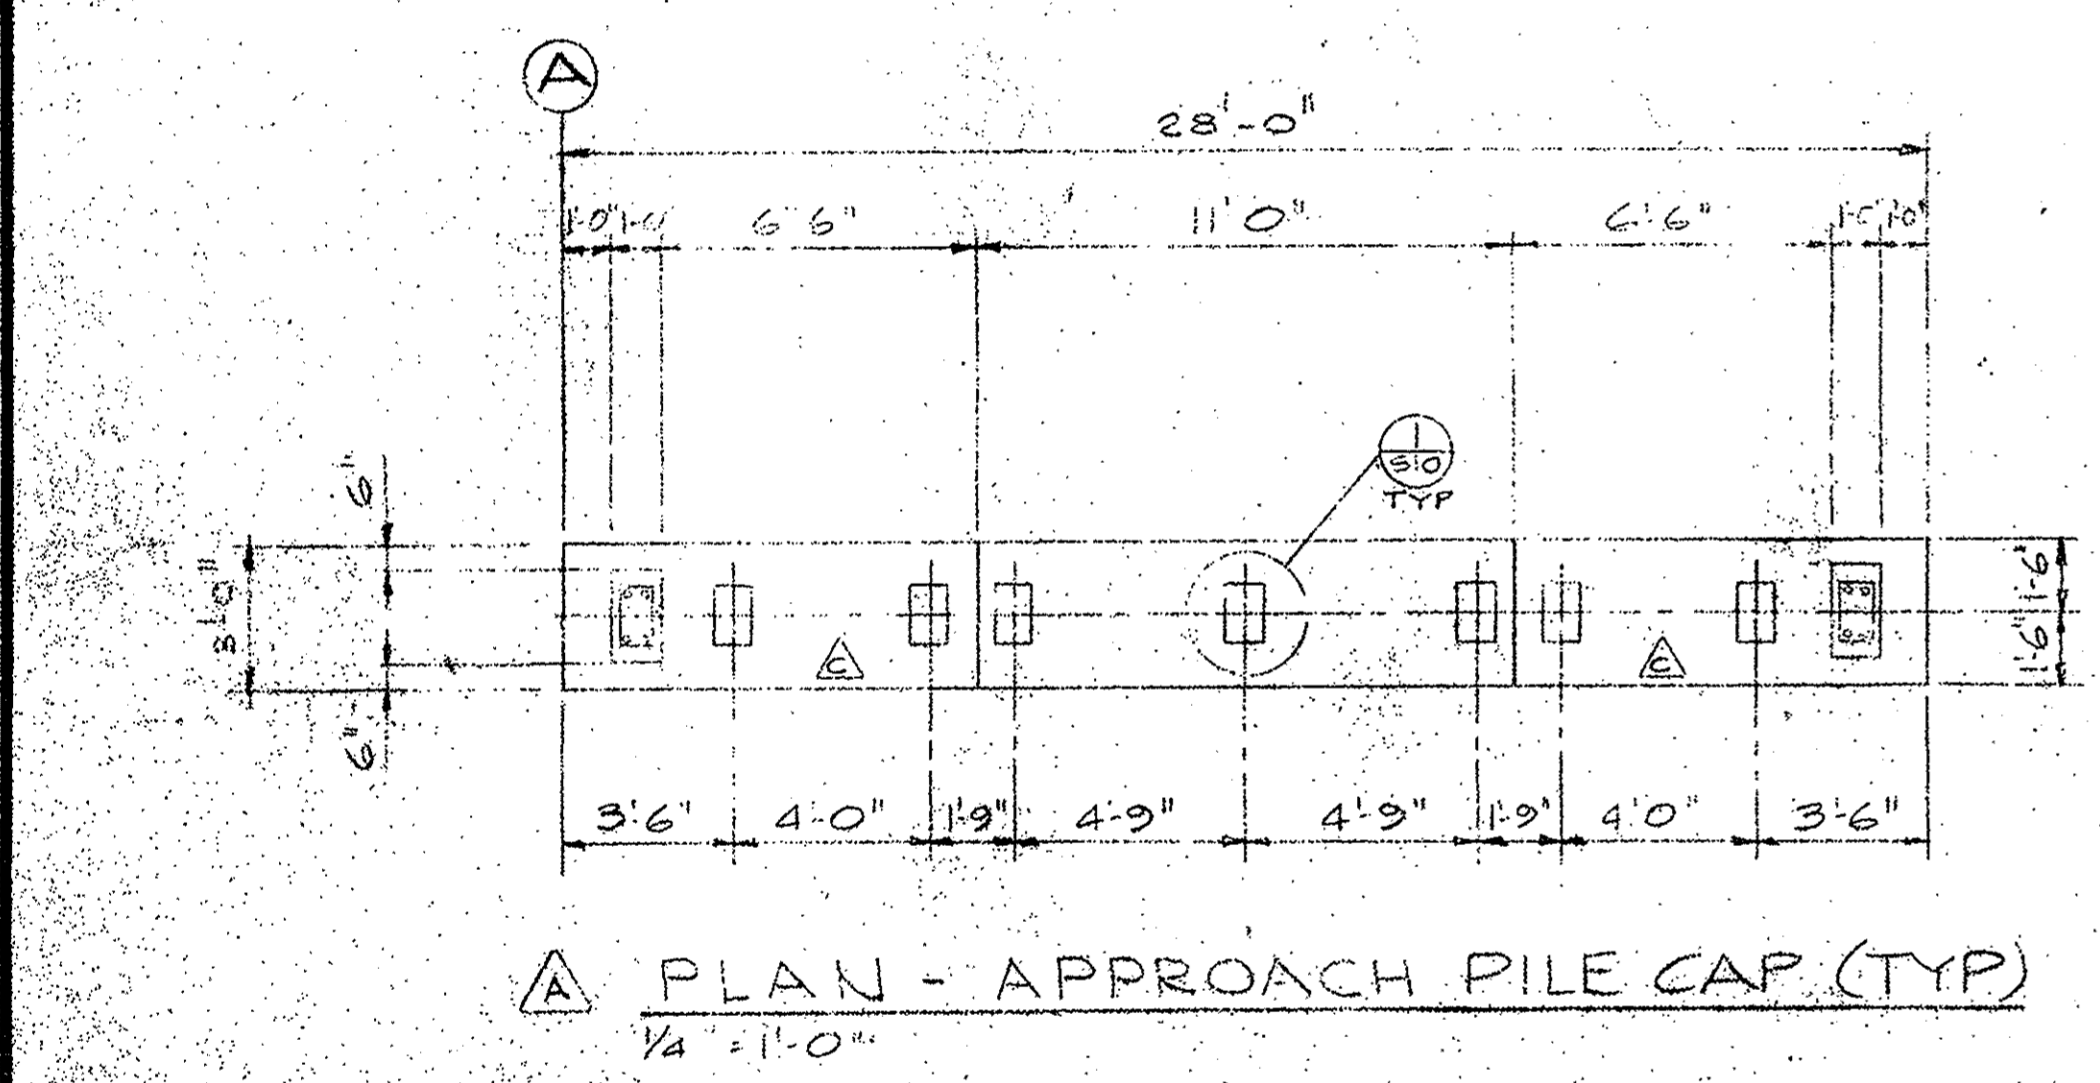 A
28'-0"
1'-0" 1'-0" 6'6" 11'0" 6'-6" 1'-0" 1'-0"
1
S10
TYP
6"
3'-0"
6"
C
C
1'-6" 1'-6"
3'-6" 4'-0" 1'-9" 4'-9" 4'-9" 1'-9" 4'0" 3'-6"
A PLAN - APPROACH PILE CAP (TYP)
1/4" = 1'-0"